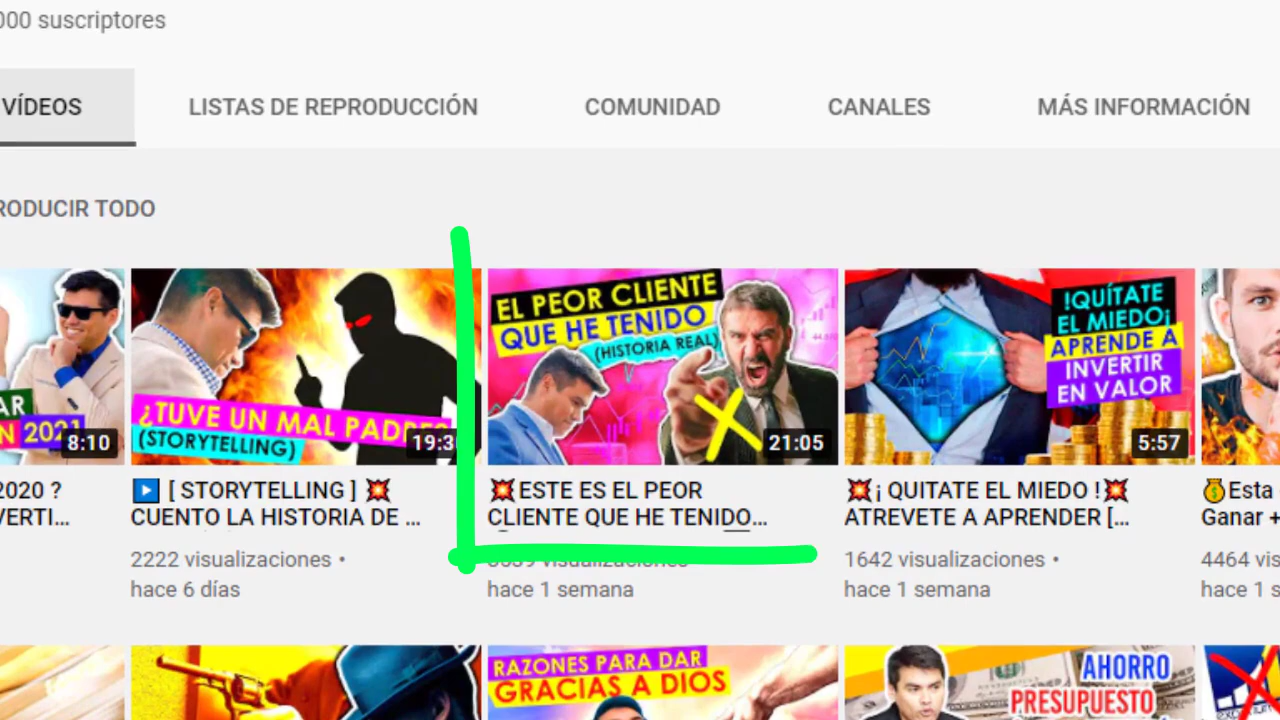 000 suscriptores
VÍDEOS
LISTAS DE REPRODUCCIÓN
COMUNIDAD
CANALES
MÁS INFORMACIÓN
RODUCIR TODO
AR
N 2021
8:10
¿TUVE UN MAL PADRE?
(STORYTELLING)
19:3
EL PEOR CLIENTE
QUE HE TENIDO
(HISTORIA REAL)
21:05
!QUÍTATE
EL MIEDO¡
APRENDE A
INVERTIR
EN VALOR
5:57
2020 ?
VERTI...
[ STORYTELLING ]
CUENTO LA HISTORIA DE ...
2222 visualizaciones •
hace 6 días
ESTE ES EL PEOR
CLIENTE QUE HE TENIDO...
visualizaciones
hace 1 semana
¡ QUITATE EL MIEDO !
ATREVETE A APRENDER [...
1642 visualizaciones •
hace 1 semana
Esta
Ganar +
4464 vis
hace 1 s
RAZONES PARA DAR
GRACIAS A DIOS
AHORRO
PRESUPUESTO